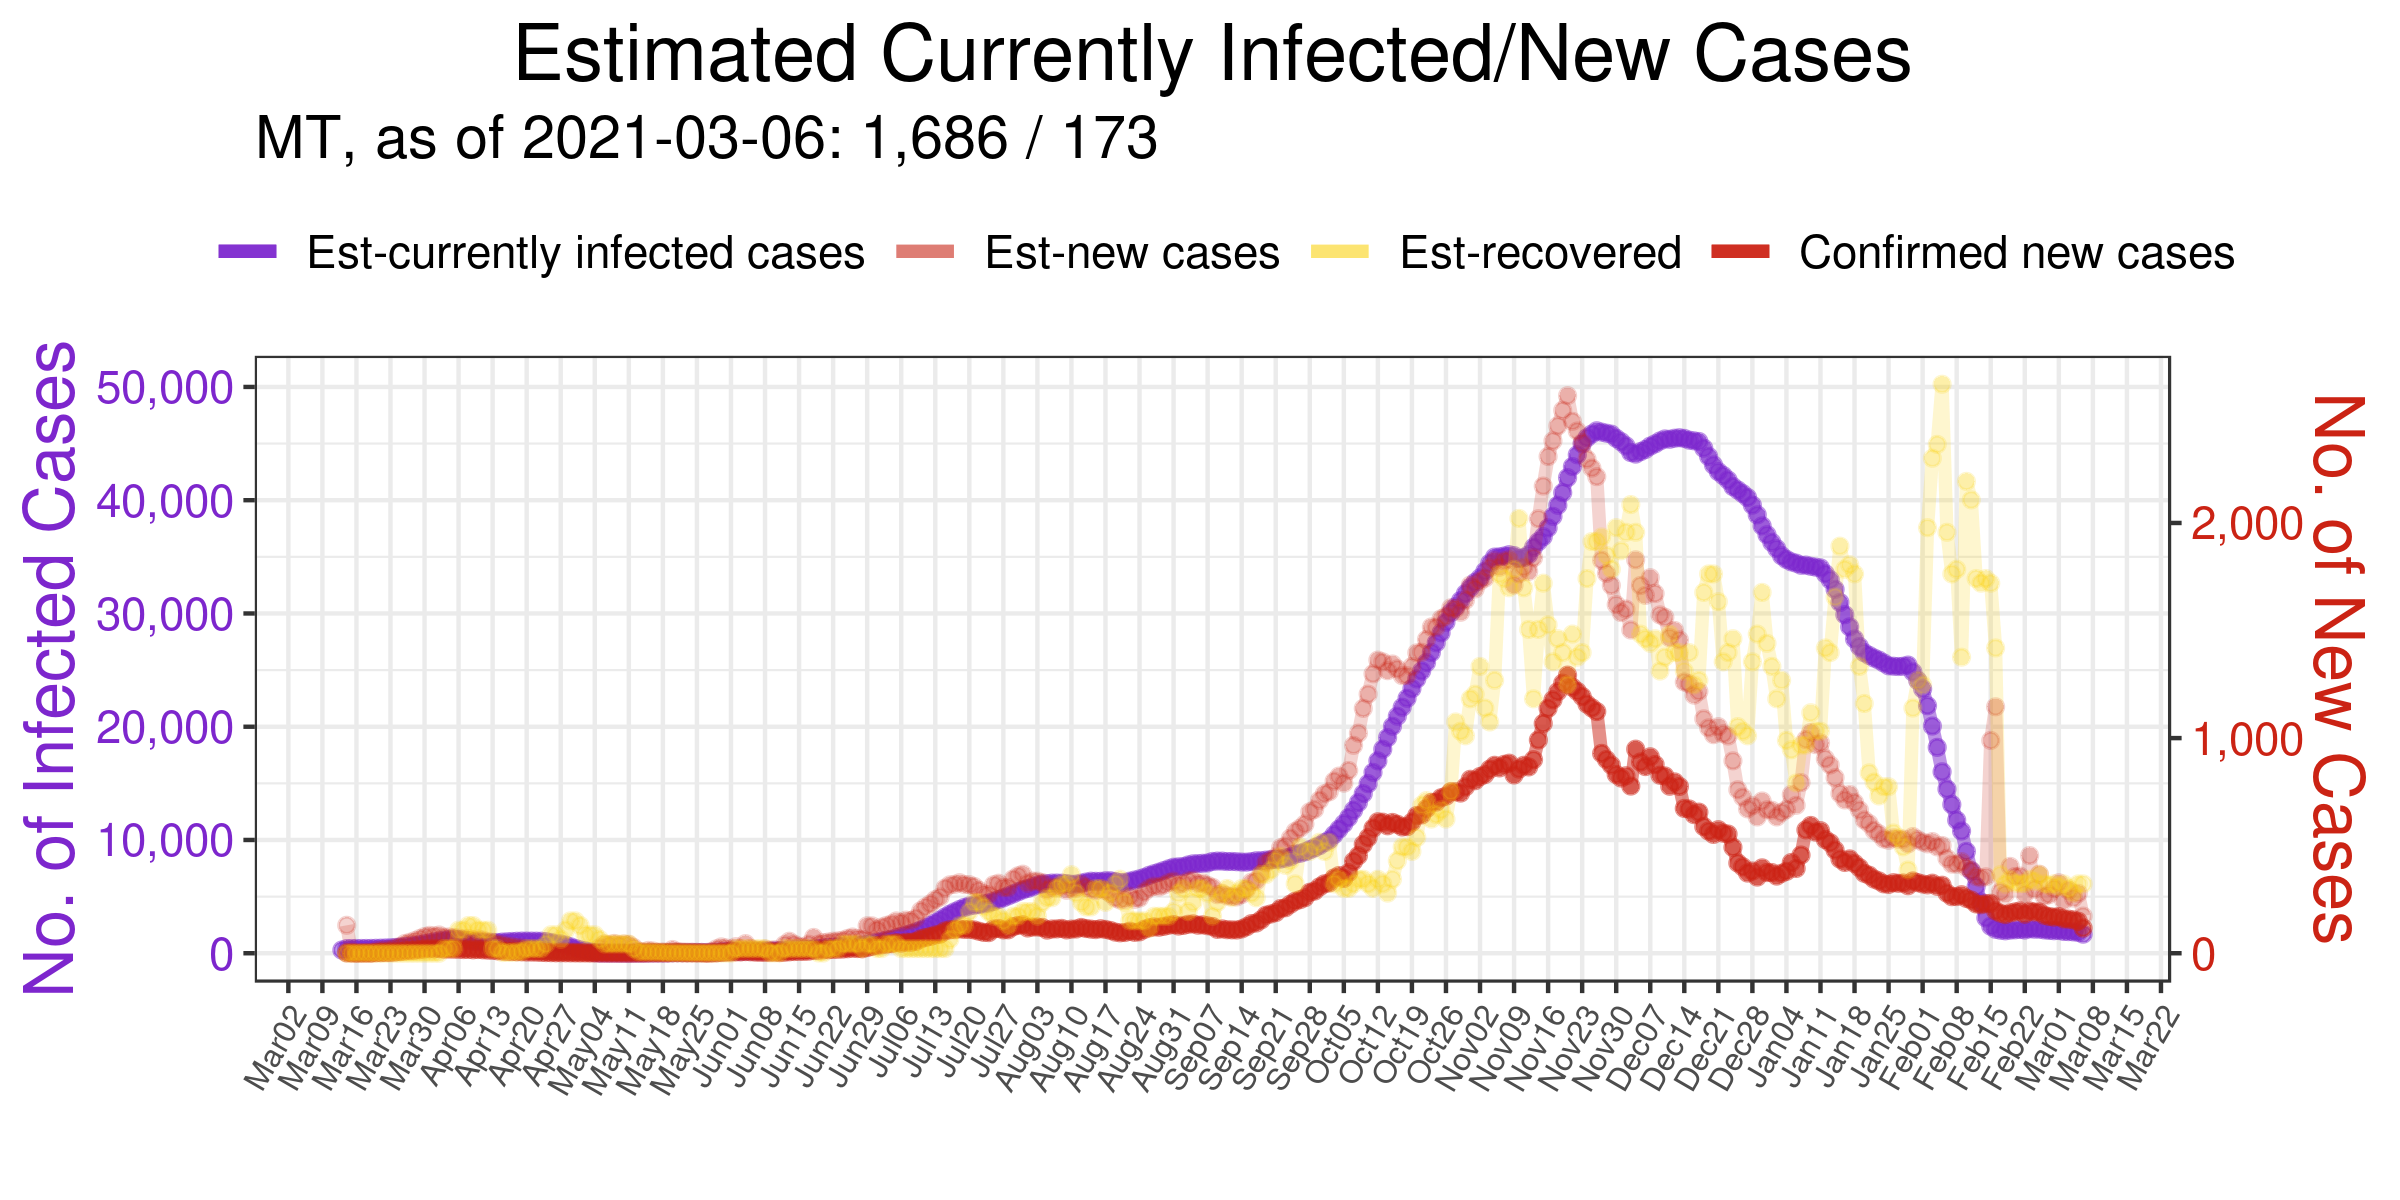 Estimated Currently Infected/New Cases
MT, as of 2021-03-06: 1,686 / 173
Est-currently infected cases Est-new cases Est-recovered Confirmed new cases
No. of Infected Cases
50,000
40,000
30,000
20,000
10,000
0
2,000
1,000
0
No. of New Cases
Mar02 Mar09 Mar16 Mar23 Mar30 Apr06 Apr13 Apr20 Apr27 May04 May11 May18 May25 Jun01 Jun08 Jun15 Jun22 Jun29 Jul06 Jul13 Jul20 Jul27 Aug03 Aug10 Aug17 Aug24 Aug31 Sep07 Sep14 Sep21 Sep28 Oct05 Oct12 Oct19 Oct26 Nov02 Nov09 Nov16 Nov23 Nov30 Dec07 Dec14 Dec21 Dec28 Jan04 Jan11 Jan18 Jan25 Feb01 Feb08 Feb15 Feb22 Mar01 Mar08 Mar15 Mar22